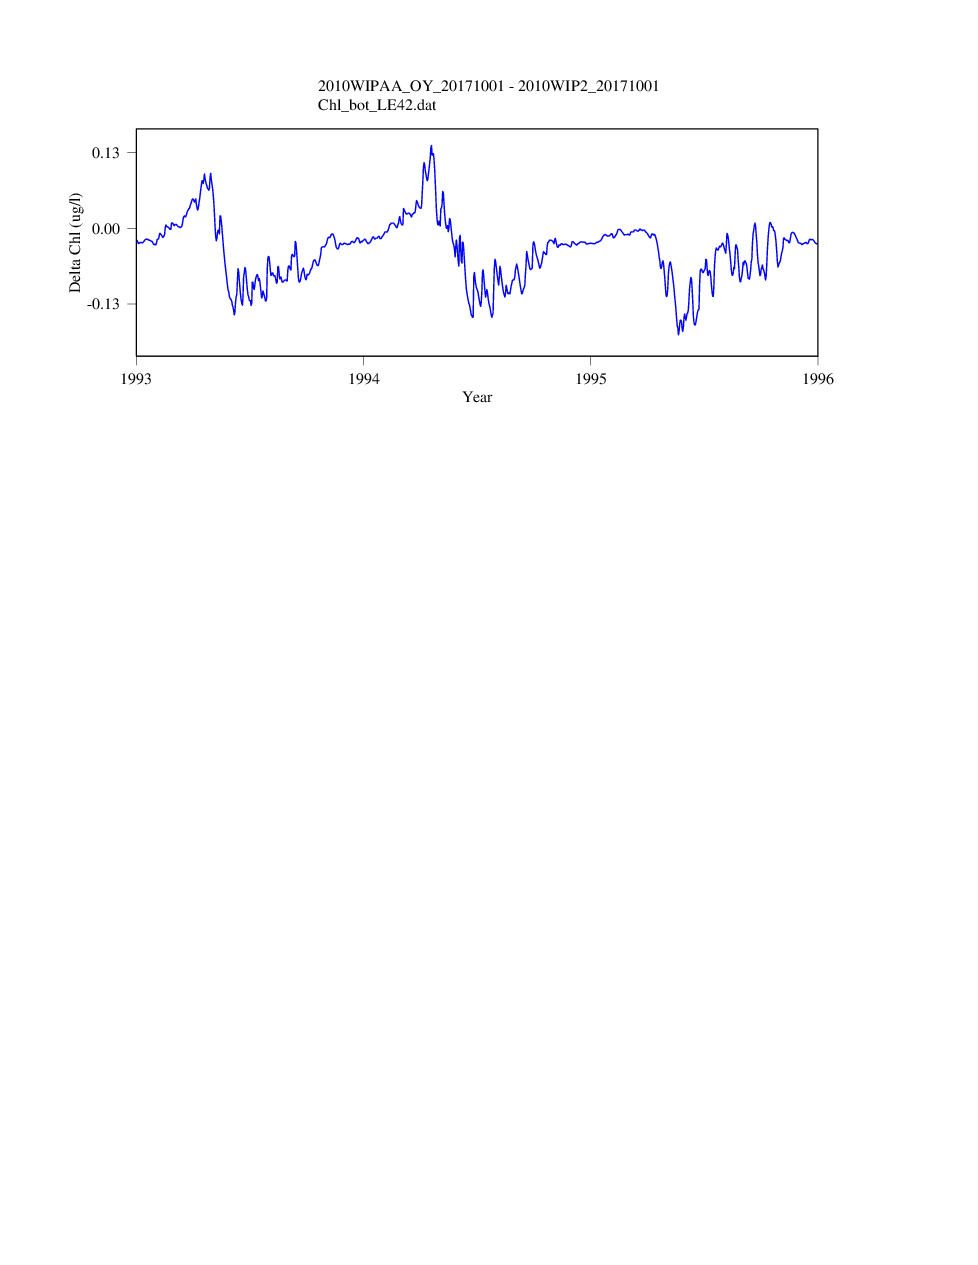 2010WIPAA_OY_20171001 - 2010WIP2_20171001
Chl_bot_LE42.dat
0.13
0.00
-0.13
Delta Chl (ug/l)
1993 1994 1995 1996
Year